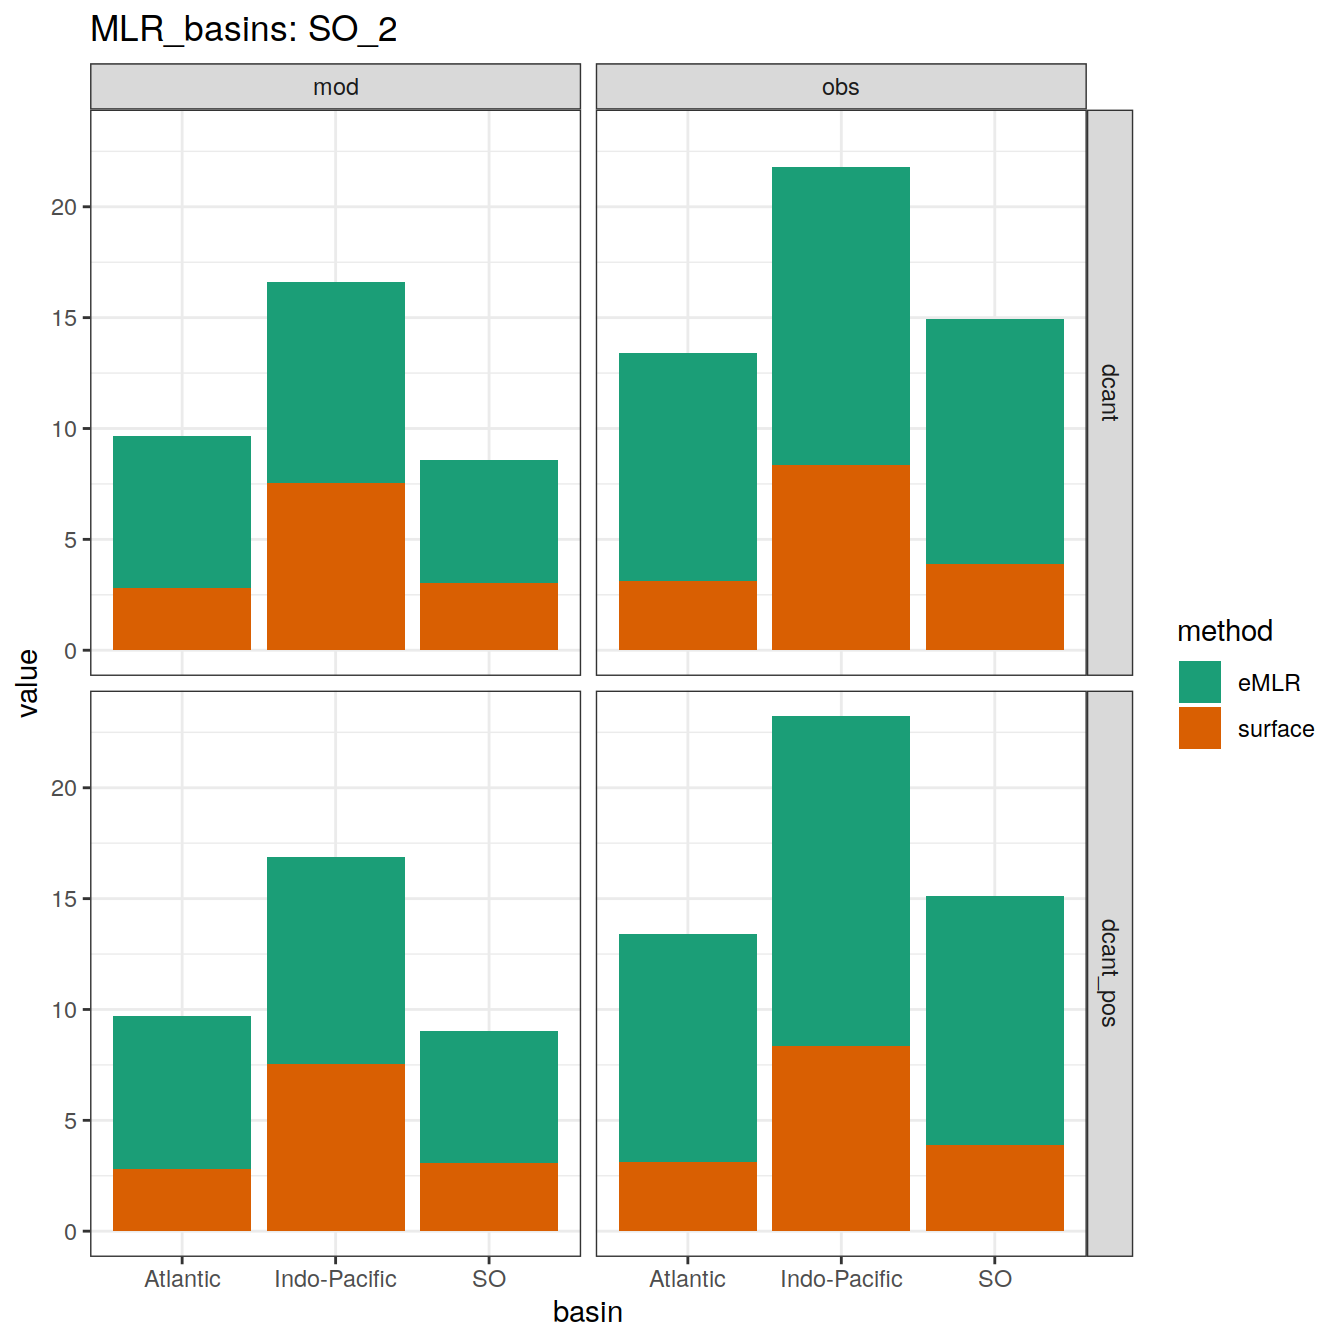 MLR_basins: SO_2
mod
obs
20
15
10
5
0
dcant
20
15
10
5
0
dcant_pos
value
Atlantic
Indo-Pacific
SO
Atlantic
Indo-Pacific
SO
basin
method
eMLR
surface